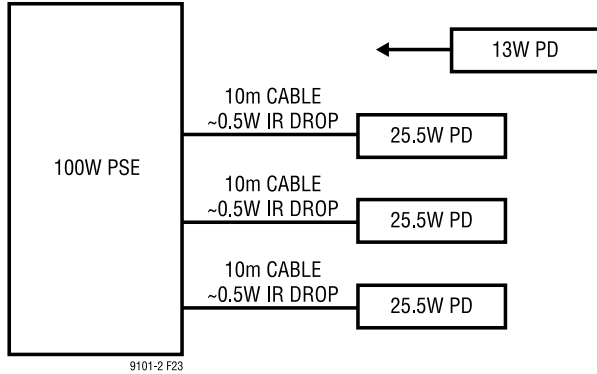 13W PD
10m CABLE
~0.5W IR DROP
25.5W PD
100W PSE
10m CABLE
~0.5W IR DROP
25.5W PD
10m CABLE
~0.5W IR DROP
25.5W PD
9101-2 F23